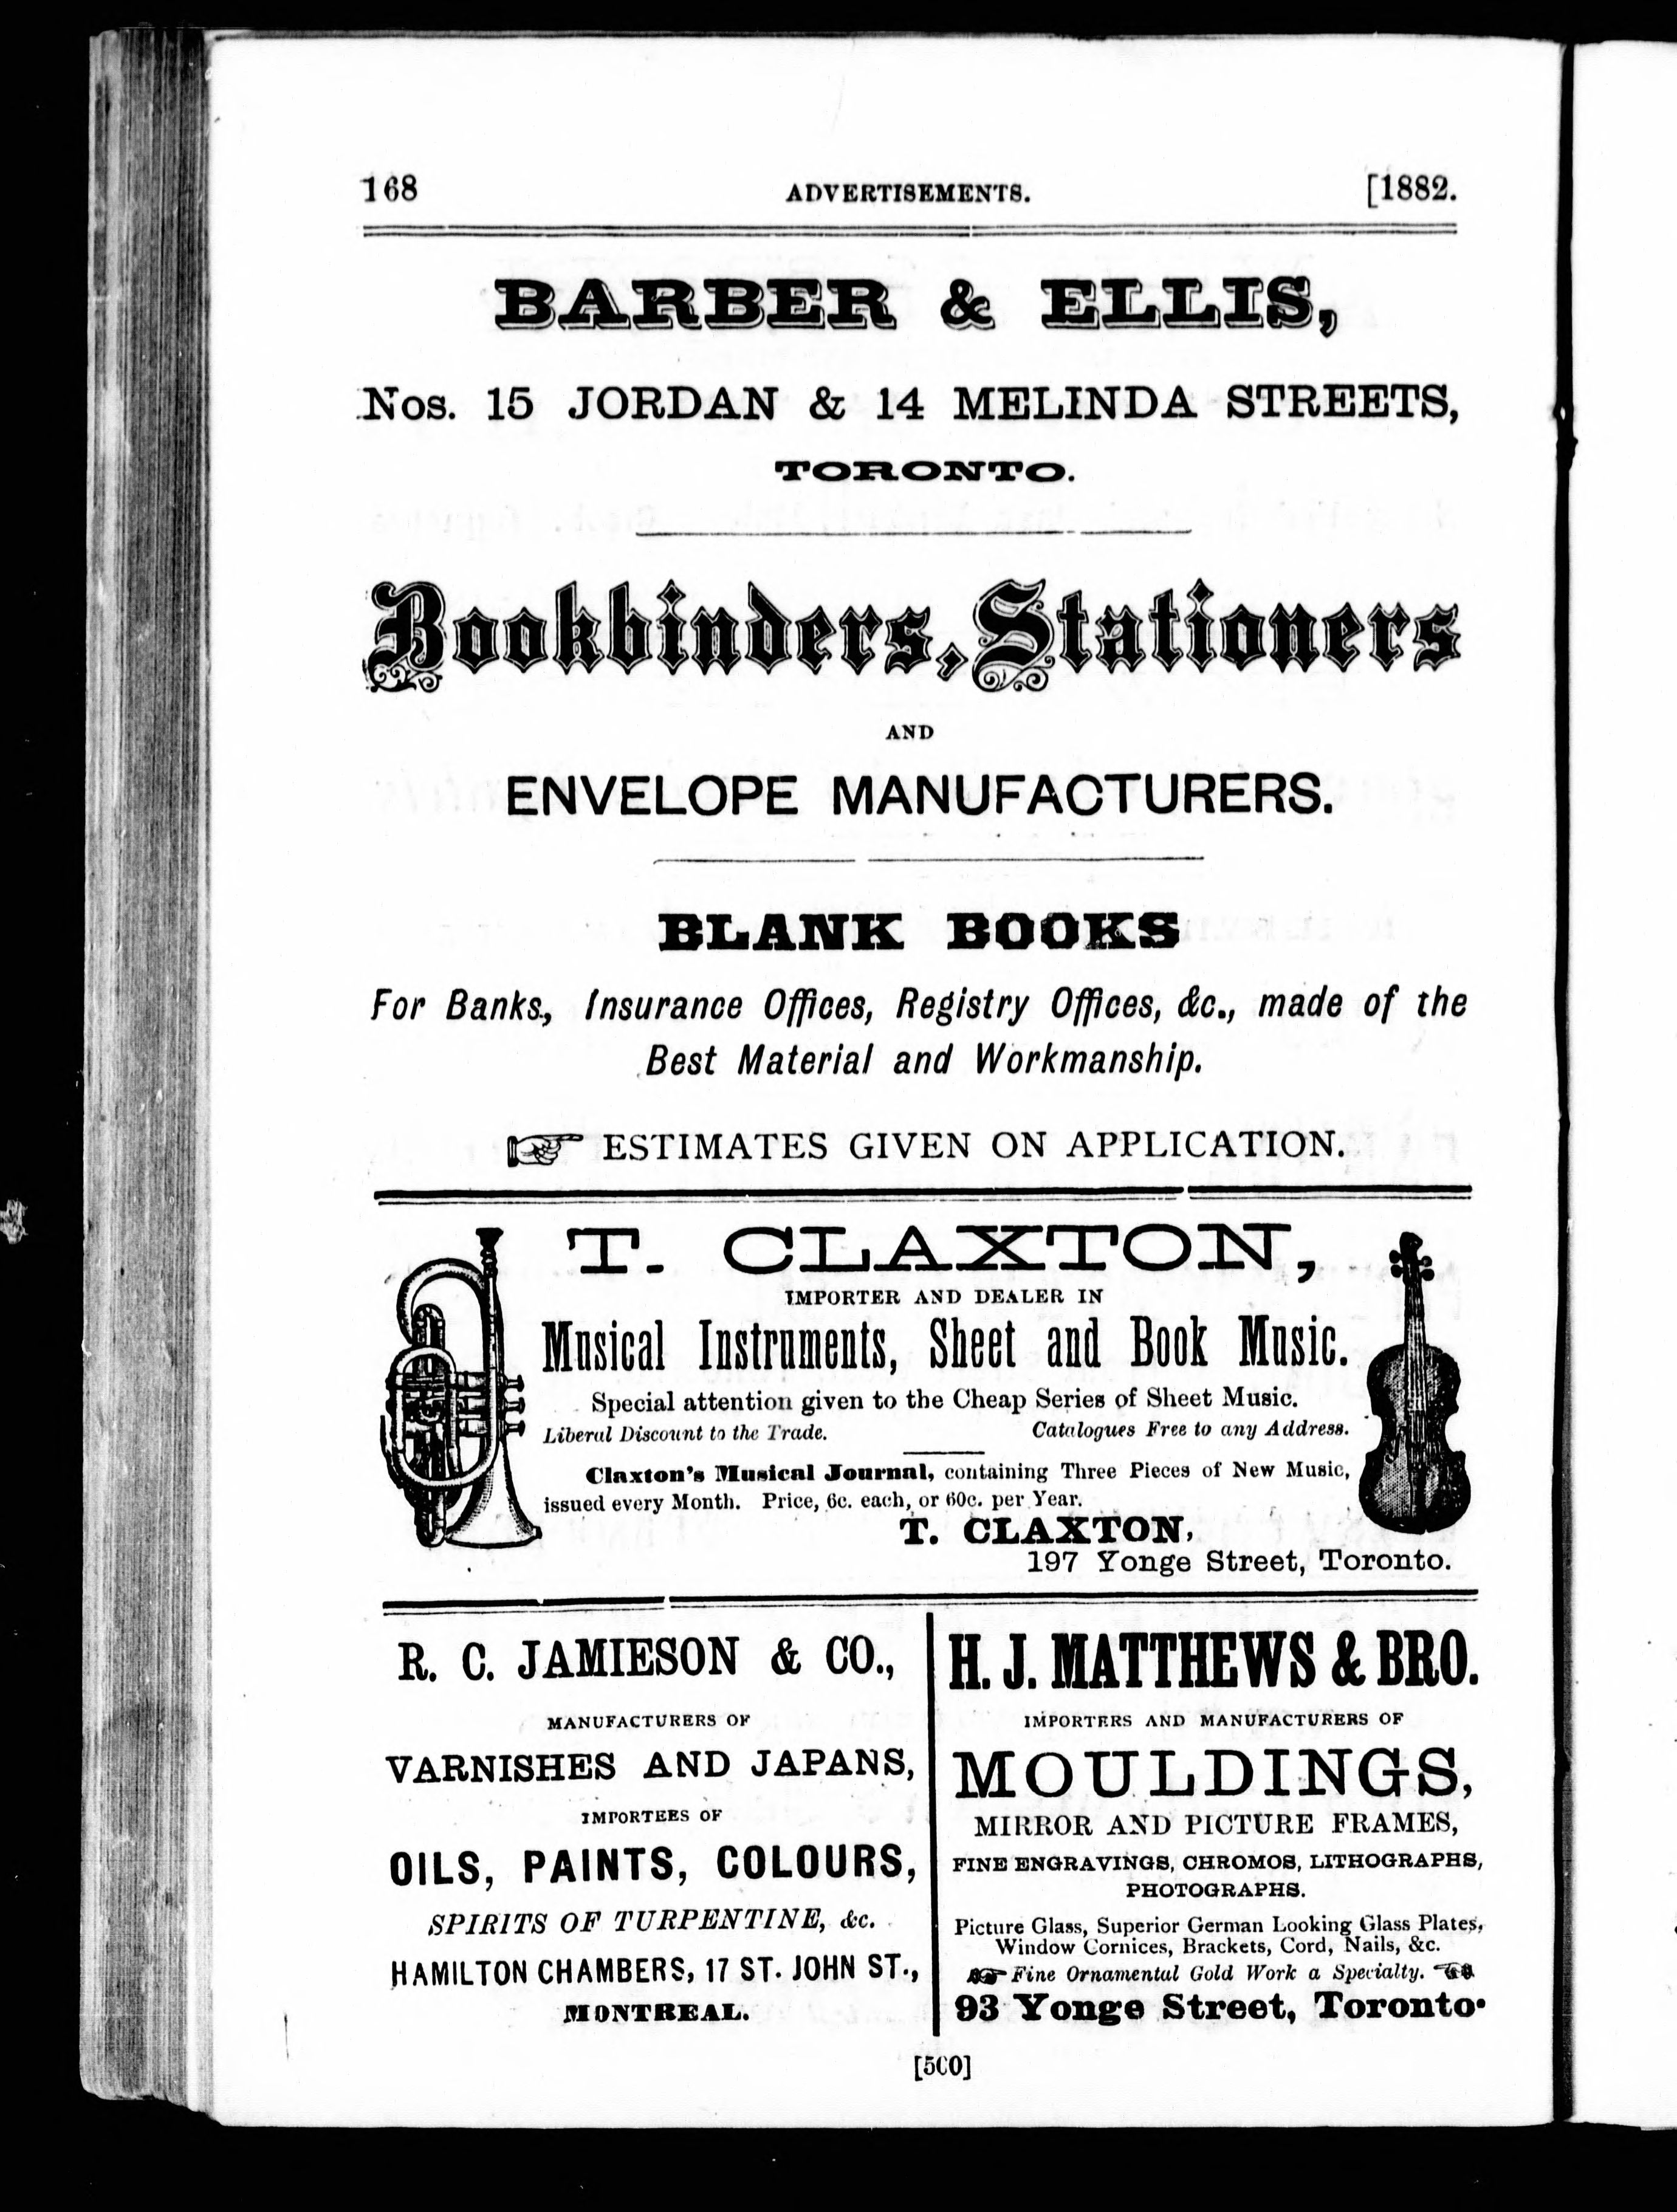 168 ADVERTISEMENTS. [1882.
BARBER & ELLIS,
Nos. 15 JORDAN & 14 MELINDA STREETS,
TORONTO.
Bookbinders, Stationers
AND
ENVELOPE MANUFACTURERS.
BLANK BOOKS
For Banks, Insurance Offices, Registry Offices, &c., made of the
Best Material and Workmanship.
☞ ESTIMATES GIVEN ON APPLICATION.
T. CLAXTON,
IMPORTER AND DEALER IN
Musical Instruments, Sheet and Book Music.
Special attention given to the Cheap Series of Sheet Music.
Liberal Discount to the Trade. Catalogues Free to any Address.
Claxton's Musical Journal, containing Three Pieces of New Music,
issued every Month. Price, 6c. each, or 60c. per Year.
T. CLAXTON,
197 Yonge Street, Toronto.
R. C. JAMIESON & CO.,
MANUFACTURERS OF
VARNISHES AND JAPANS,
IMPORTERS OF
OILS, PAINTS, COLOURS,
SPIRITS OF TURPENTINE, &c.
HAMILTON CHAMBERS, 17 ST. JOHN ST.,
MONTREAL.
H. J. MATTHEWS & BRO.
IMPORTERS AND MANUFACTURERS OF
MOULDINGS,
MIRROR AND PICTURE FRAMES,
FINE ENGRAVINGS, CHROMOS, LITHOGRAPHS,
PHOTOGRAPHS.
Picture Glass, Superior German Looking Glass Plates,
Window Cornices, Brackets, Cord, Nails, &c.
☞ Fine Ornamental Gold Work a Specialty. ☜
93 Yonge Street, Toronto.
[500]